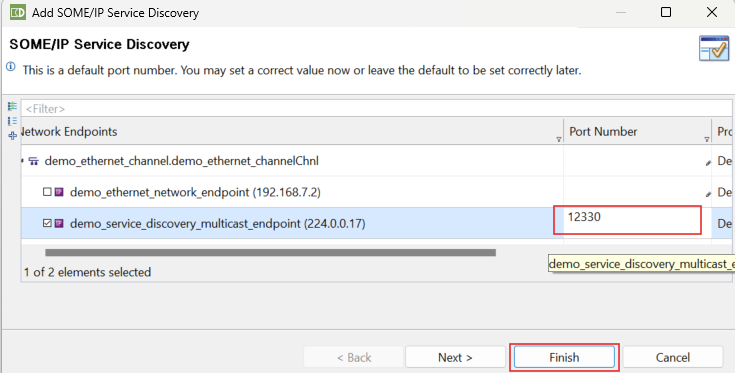 Add SOME/IP Service Discovery
SOME/IP Service Discovery
This is a default port number. You may set a correct value now or leave the default to be set correctly later.
<Filter>
Network Endpoints Port Number Pro
demo_ethernet_channel.demo_ethernet_channelChnl De
demo_ethernet_network_endpoint (192.168.7.2) De
demo_service_discovery_multicast_endpoint (224.0.0.17) 12330 De
1 of 2 elements selected
demo_service_discovery_multicast_e
< Back Next > Finish Cancel